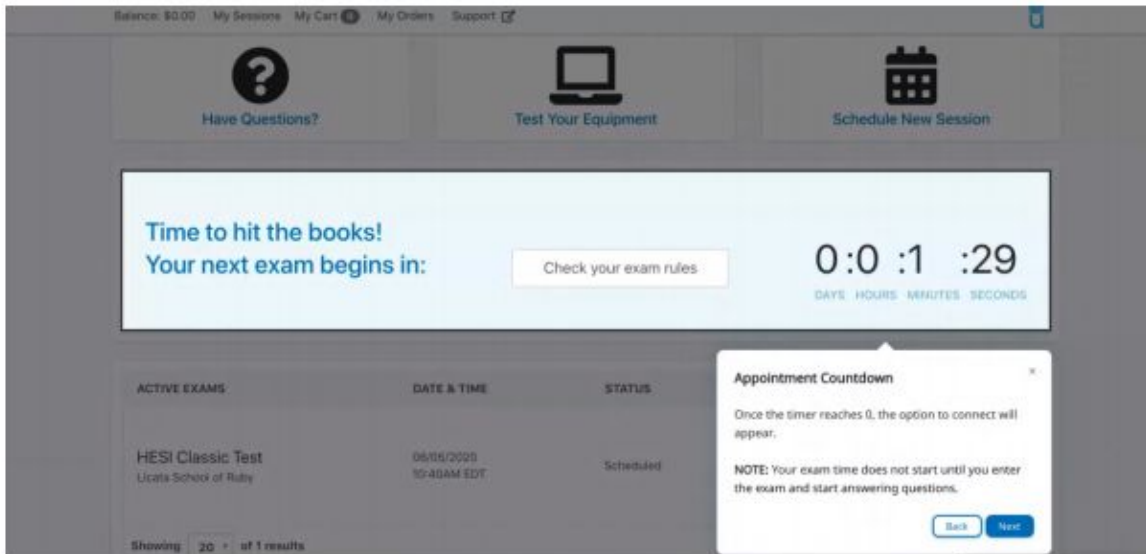 Balance: $0.00 My Sessions My Cart 0 My Orders Support
Have Questions?
Test Your Equipment
Schedule New Session
Time to hit the books!
Your next exam begins in:
Check your exam rules
0 :0 :1 :29
DAYS HOURS MINUTES SECONDS
ACTIVE EXAMS DATE & TIME STATUS
HESI Classic Test
Licata School of Ruby
10:40AM EDT
Scheduled
Appointment Countdown
×
Once the timer reaches 0, the option to connect will
appear.
NOTE: Your exam time does not start until you enter
the exam and start answering questions.
Back Next
Showing 20 of 1 results